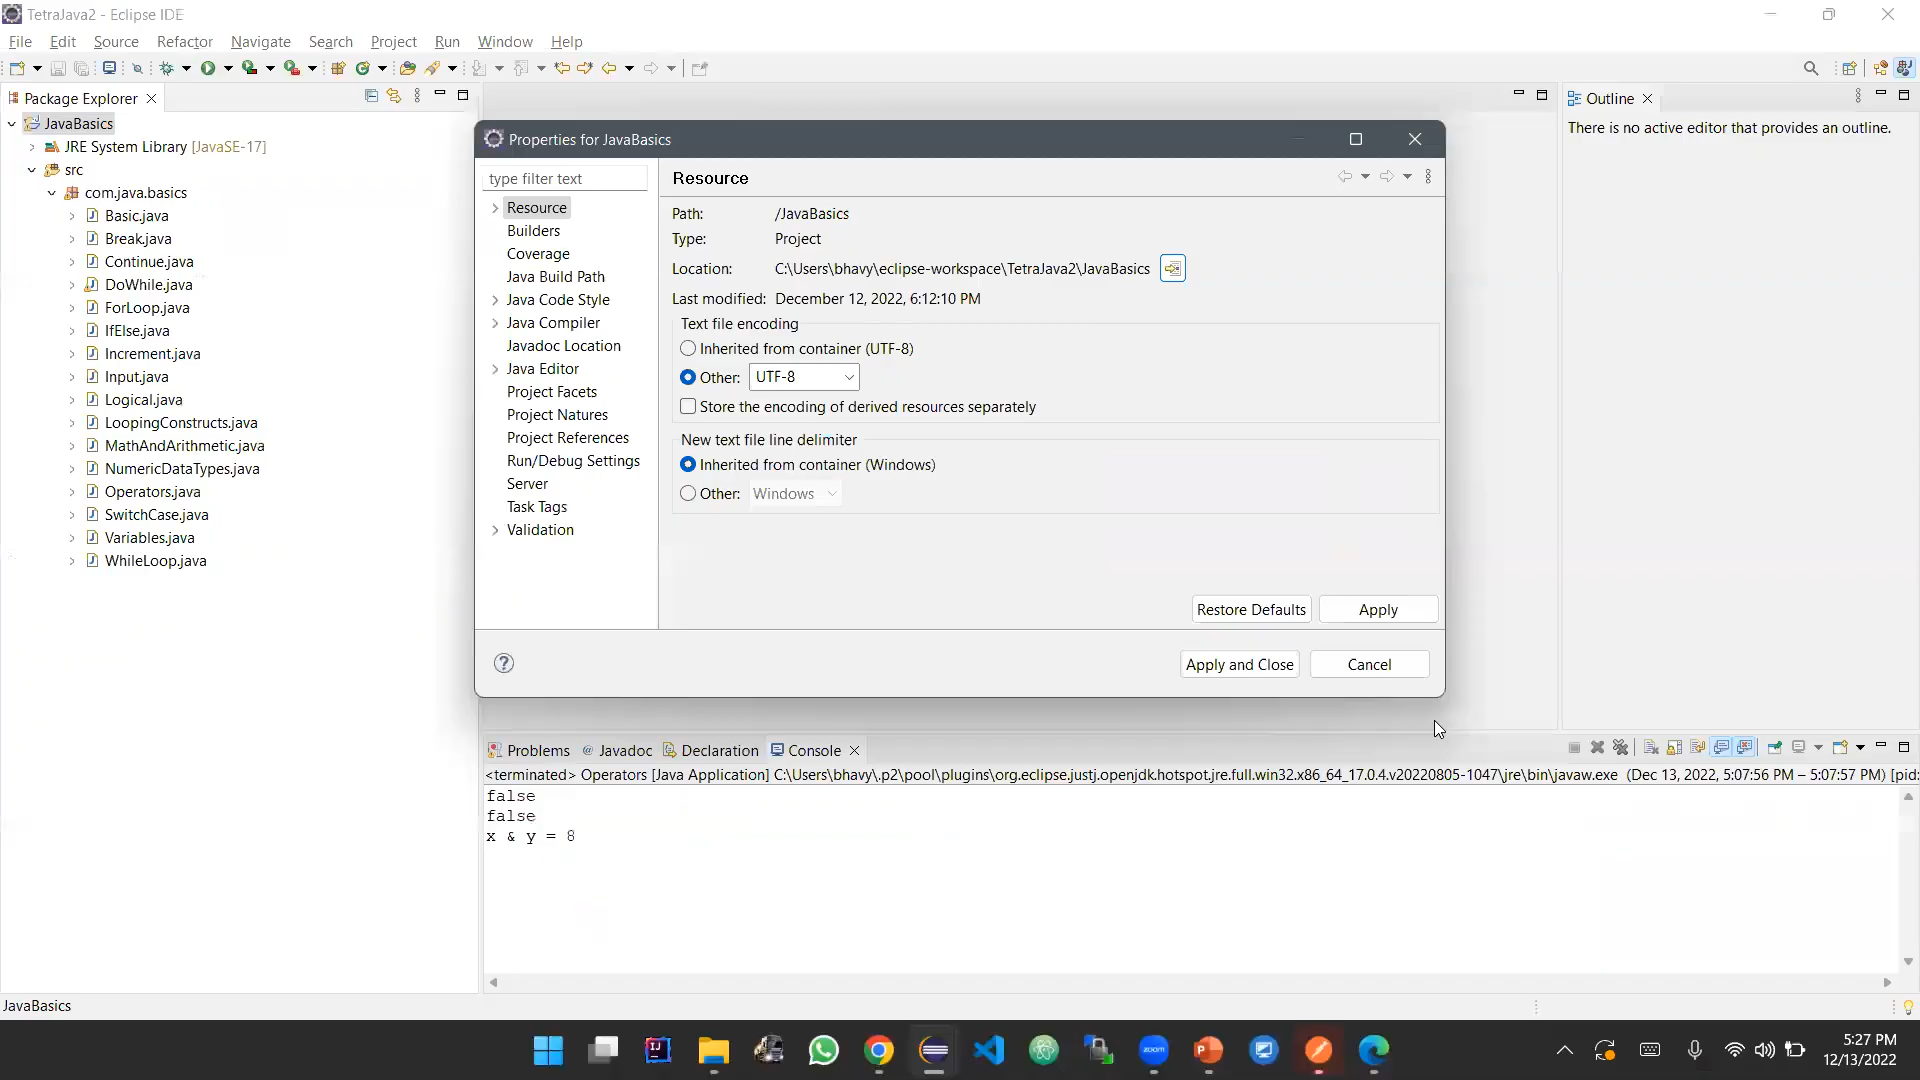 TetraJava2 - Eclipse IDE
File Edit Source Refactor Navigate Search Project Run Window Help
Package Explorer
JavaBasics
JRE System Library [JavaSE-17]
src
com.java.basics
Basic.java
Break.java
Continue.java
DoWhile.java
ForLoop.java
IfElse.java
Increment.java
Input.java
Logical.java
LoopingConstructs.java
MathAndArithmetic.java
NumericDataTypes.java
Operators.java
SwitchCase.java
Variables.java
WhileLoop.java
Properties for JavaBasics
type filter text
Resource
Builders
Coverage
Java Build Path
Java Code Style
Java Compiler
Javadoc Location
Java Editor
Project Facets
Project Natures
Project References
Run/Debug Settings
Server
Task Tags
Validation
Resource
Path: /JavaBasics
Type: Project
Location: C:\Users\bhavy\eclipse-workspace\TetraJava2\JavaBasics
Last modified: December 12, 2022, 6:12:10 PM
Text file encoding
Inherited from container (UTF-8)
Other: UTF-8
Store the encoding of derived resources separately
New text file line delimiter
Inherited from container (Windows)
Other: Windows
Restore Defaults Apply
Apply and Close Cancel
Outline
There is no active editor that provides an outline.
Problems @ Javadoc Declaration Console
<terminated> Operators [Java Application] C:\Users\bhavy\.p2\pool\plugins\org.eclipse.justj.openjdk.hotspot.jre.full.win32.x86_64_17.0.4.v20220805-1047\jre\bin\javaw.exe (Dec 13, 2022, 5:07:56 PM – 5:07:57 PM) [pid:
false
false
x & y = 8
JavaBasics
zoom
5:27 PM
12/13/2022